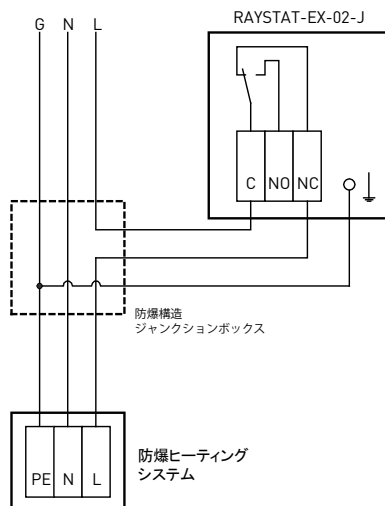 RAYSTAT-EX-02-J
G N L
C NO NC
防爆構造
ジャンクションボックス
防爆ヒーティング
システム
PE N L